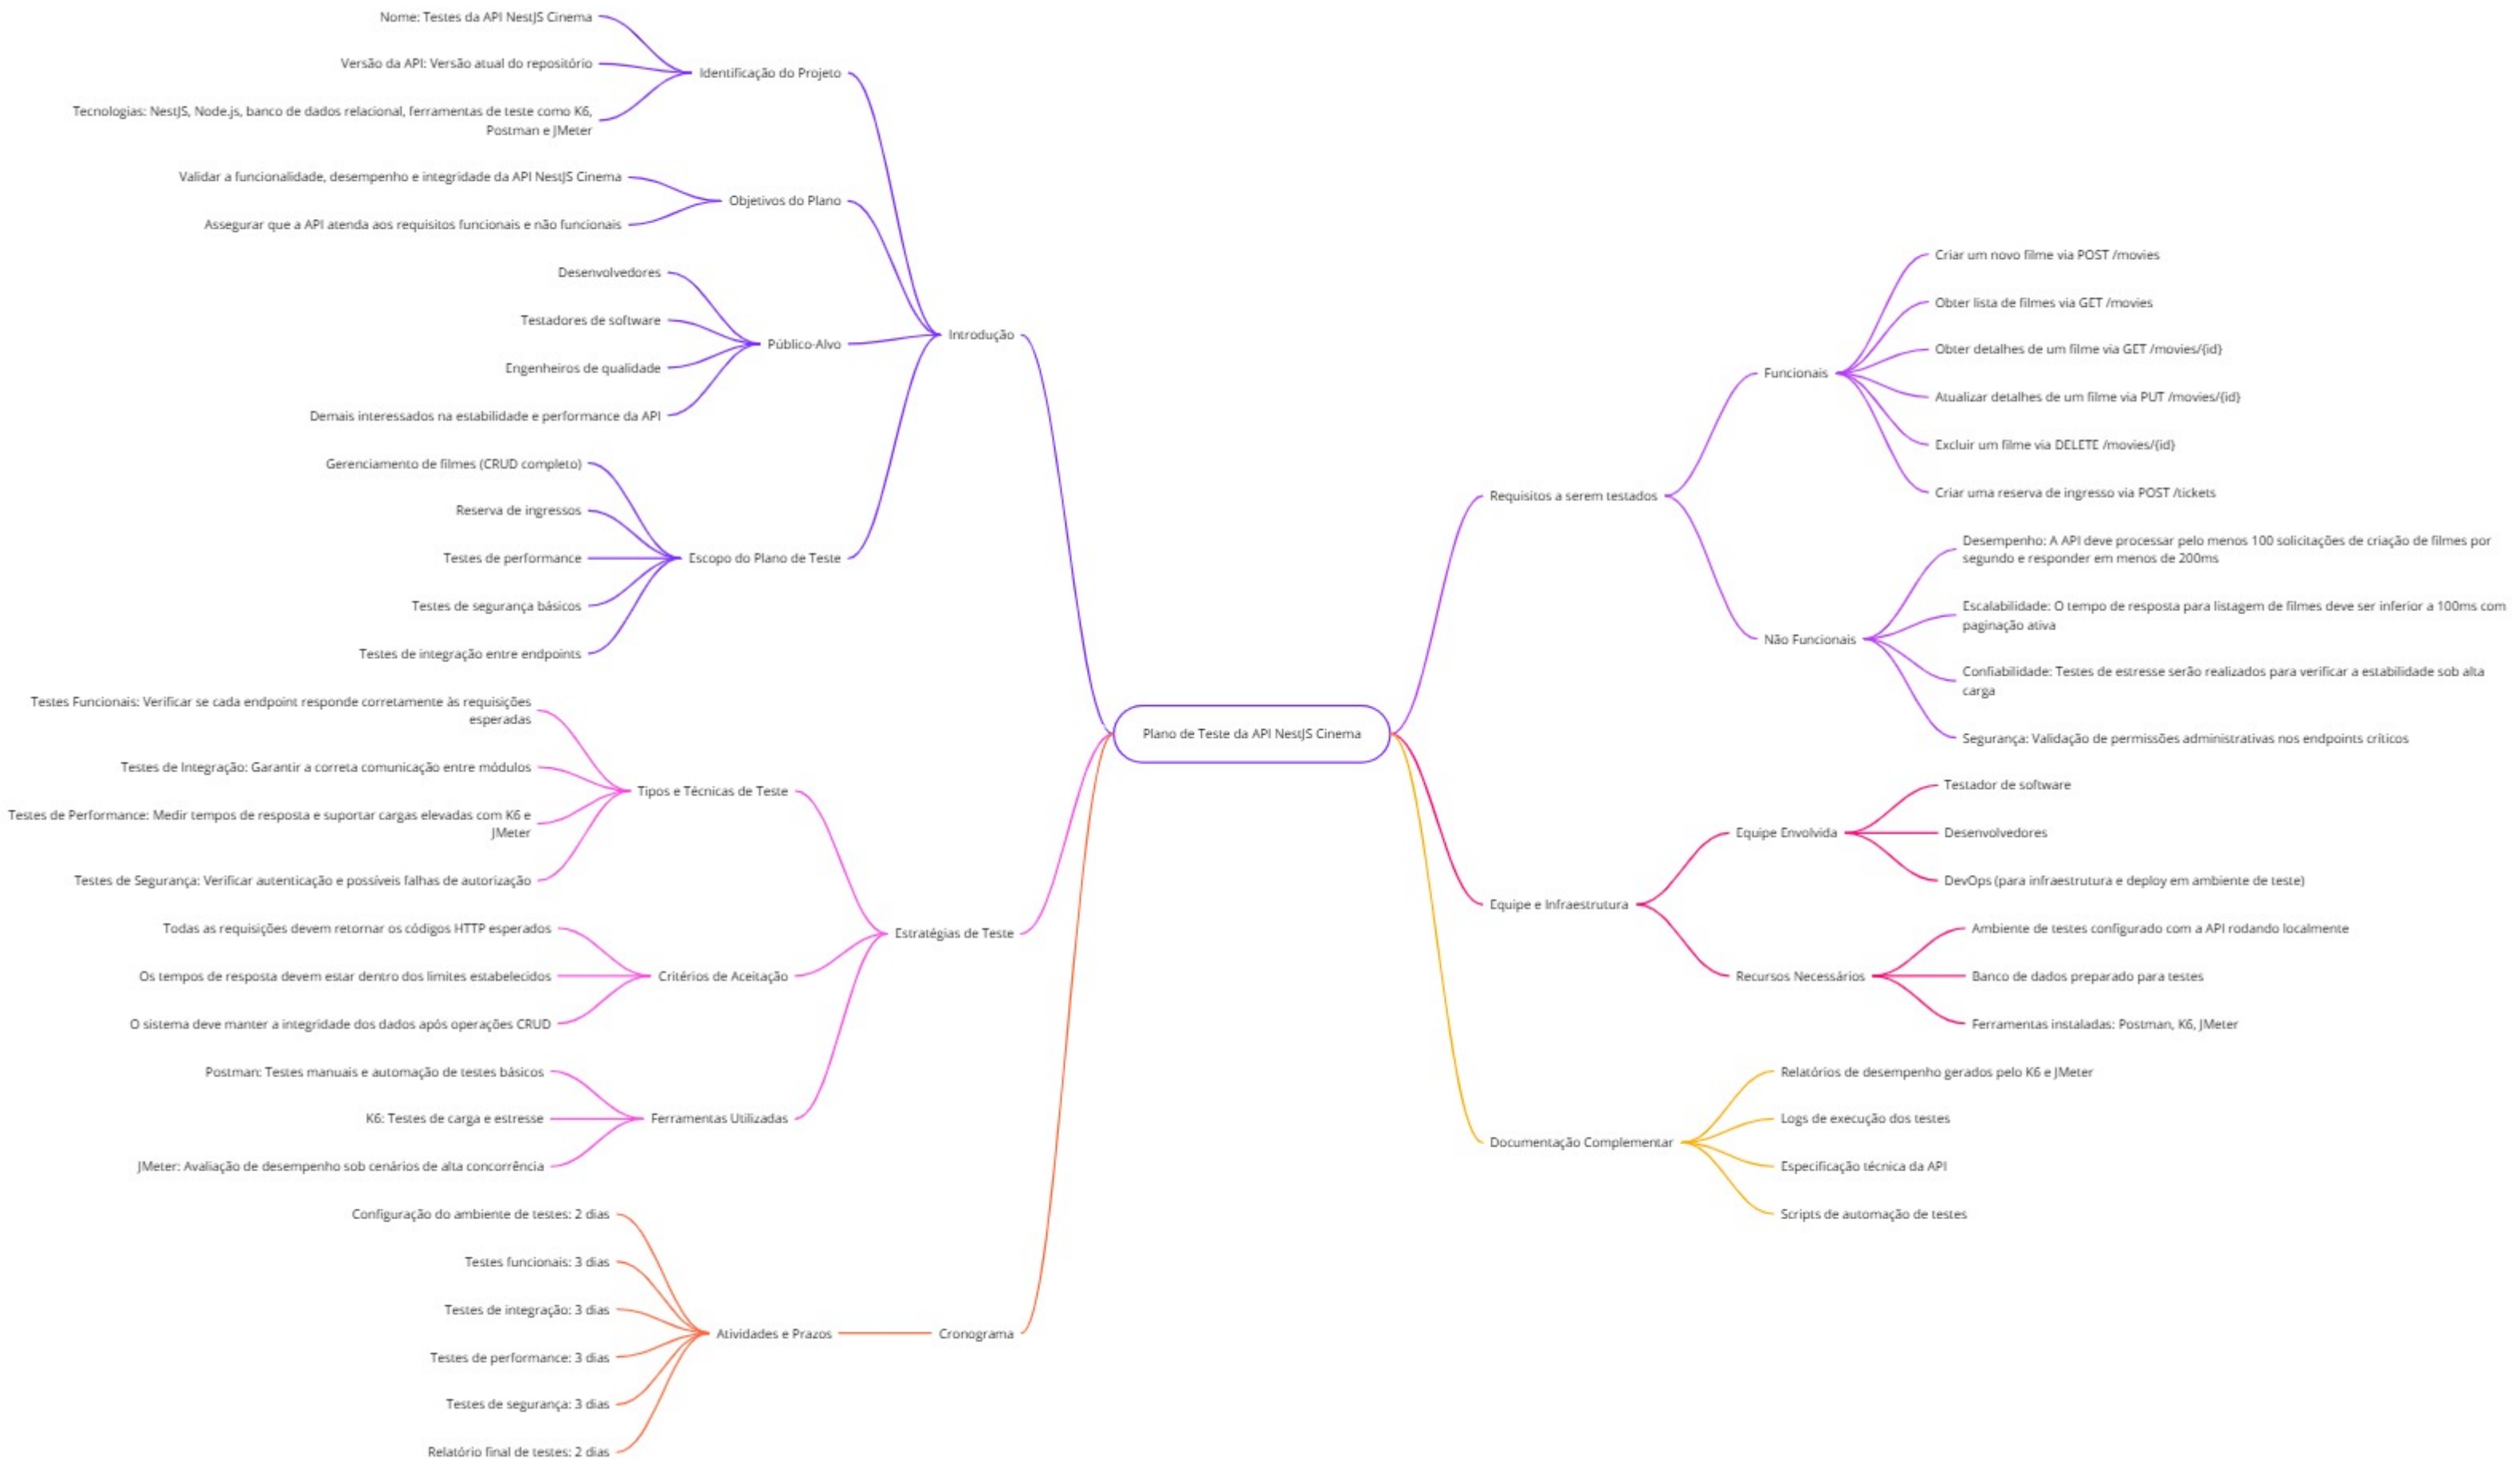 Plano de Teste da API NestJS Cinema
Introdução
Identificação do Projeto
Nome: Testes da API NestJS Cinema
Versão da API: Versão atual do repositório
Tecnologias: NestJS, Node.js, banco de dados relacional, ferramentas de teste como K6,
Postman e JMeter
Objetivos do Plano
Validar a funcionalidade, desempenho e integridade da API NestJS Cinema
Assegurar que a API atenda aos requisitos funcionais e não funcionais
Público-Alvo
Desenvolvedores
Testadores de software
Engenheiros de qualidade
Demais interessados na estabilidade e performance da API
Escopo do Plano de Teste
Gerenciamento de filmes (CRUD completo)
Reserva de ingressos
Testes de performance
Testes de segurança básicos
Testes de integração entre endpoints
Estratégias de Teste
Tipos e Técnicas de Teste
Testes Funcionais: Verificar se cada endpoint responde corretamente às requisições
esperadas
Testes de Integração: Garantir a correta comunicação entre módulos
Testes de Performance: Medir tempos de resposta e suportar cargas elevadas com K6 e
JMeter
Testes de Segurança: Verificar autenticação e possíveis falhas de autorização
Critérios de Aceitação
Todas as requisições devem retornar os códigos HTTP esperados
Os tempos de resposta devem estar dentro dos limites estabelecidos
O sistema deve manter a integridade dos dados após operações CRUD
Ferramentas Utilizadas
Postman: Testes manuais e automação de testes básicos
K6: Testes de carga e estresse
JMeter: Avaliação de desempenho sob cenários de alta concorrência
Cronograma
Atividades e Prazos
Configuração do ambiente de testes: 2 dias
Testes funcionais: 3 dias
Testes de integração: 3 dias
Testes de performance: 3 dias
Testes de segurança: 3 dias
Relatório final de testes: 2 dias
Requisitos a serem testados
Funcionais
Criar um novo filme via POST /movies
Obter lista de filmes via GET /movies
Obter detalhes de um filme via GET /movies/{id}
Atualizar detalhes de um filme via PUT /movies/{id}
Excluir um filme via DELETE /movies/{id}
Criar uma reserva de ingresso via POST /tickets
Não Funcionais
Desempenho: A API deve processar pelo menos 100 solicitações de criação de filmes por
segundo e responder em menos de 200ms
Escalabilidade: O tempo de resposta para listagem de filmes deve ser inferior a 100ms com
paginação ativa
Confiabilidade: Testes de estresse serão realizados para verificar a estabilidade sob alta
carga
Segurança: Validação de permissões administrativas nos endpoints críticos
Equipe e Infraestrutura
Equipe Envolvida
Testador de software
Desenvolvedores
DevOps (para infraestrutura e deploy em ambiente de teste)
Recursos Necessários
Ambiente de testes configurado com a API rodando localmente
Banco de dados preparado para testes
Ferramentas instaladas: Postman, K6, JMeter
Documentação Complementar
Relatórios de desempenho gerados pelo K6 e JMeter
Logs de execução dos testes
Especificação técnica da API
Scripts de automação de testes